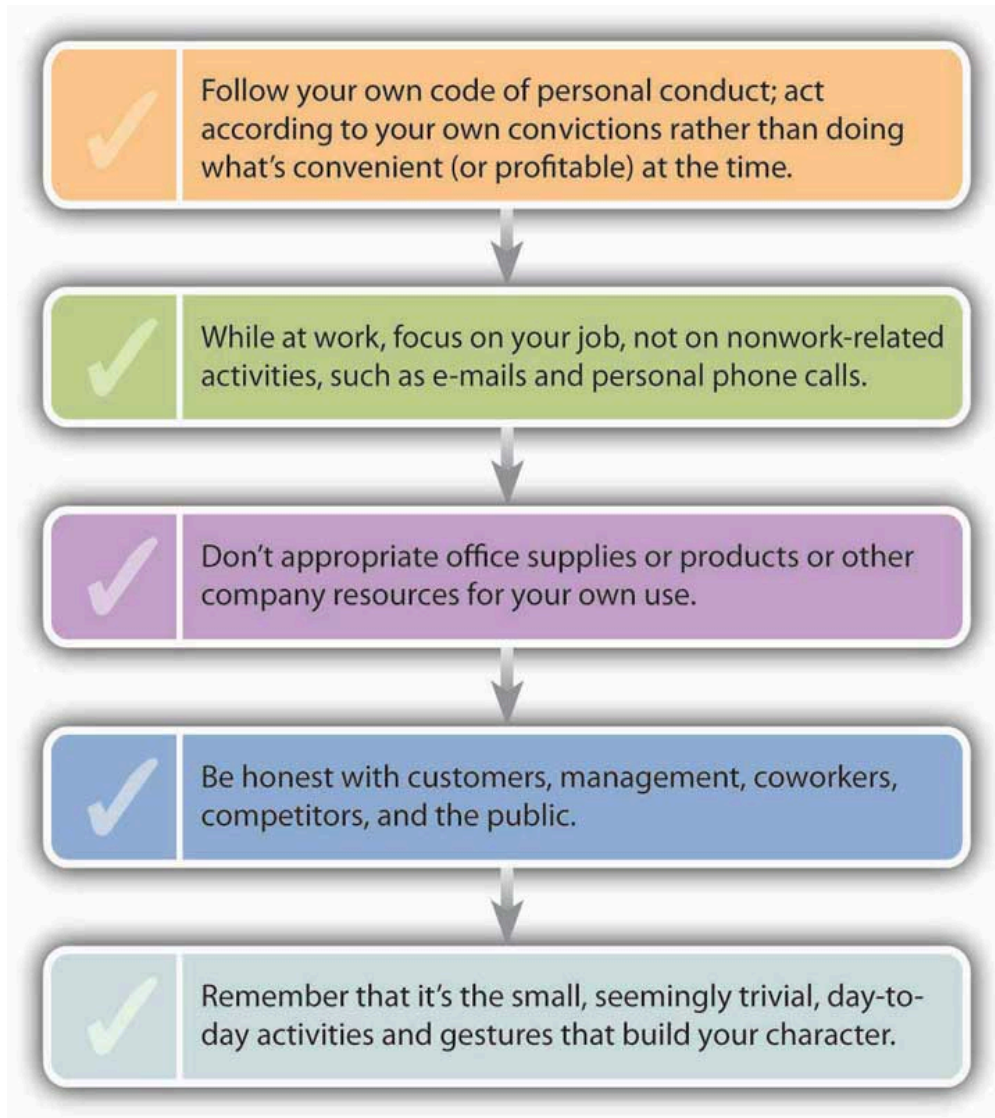 Follow your own code of personal conduct; act
according to your own convictions rather than doing
what’s convenient (or profitable) at the time.
While at work, focus on your job, not on nonwork-related
activities, such as e-mails and personal phone calls.
Don’t appropriate office supplies or products or other
company resources for your own use.
Be honest with customers, management, coworkers,
competitors, and the public.
Remember that it’s the small, seemingly trivial, day-to-
day activities and gestures that build your character.